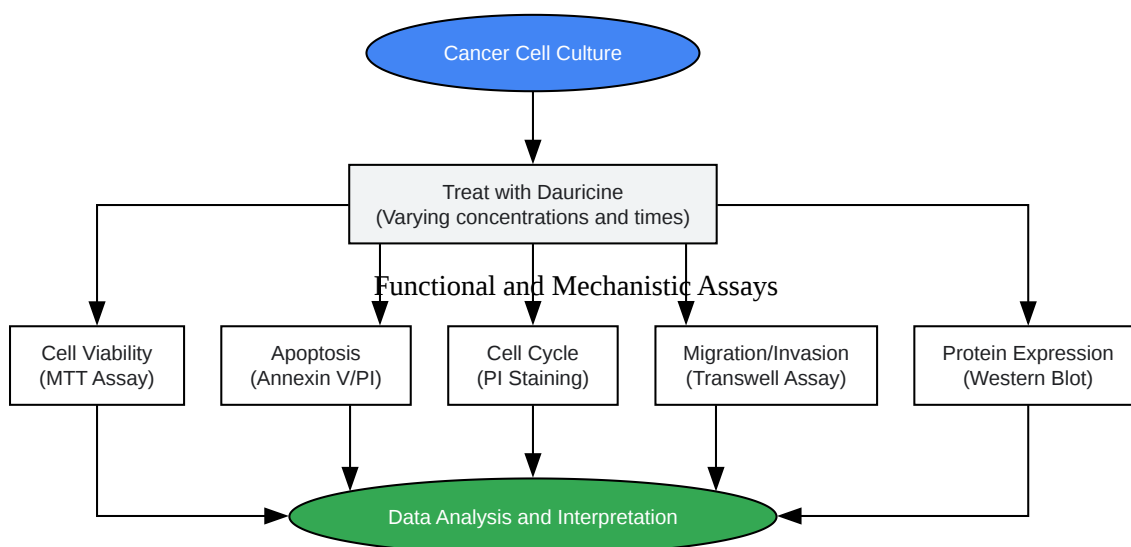 Cancer Cell Culture
Treat with Dauricine
(Varying concentrations and times)
Functional and Mechanistic Assays
Cell Viability
(MTT Assay)
Apoptosis
(Annexin V/PI)
Cell Cycle
(PI Staining)
Migration/Invasion
(Transwell Assay)
Protein Expression
(Western Blot)
Data Analysis and Interpretation